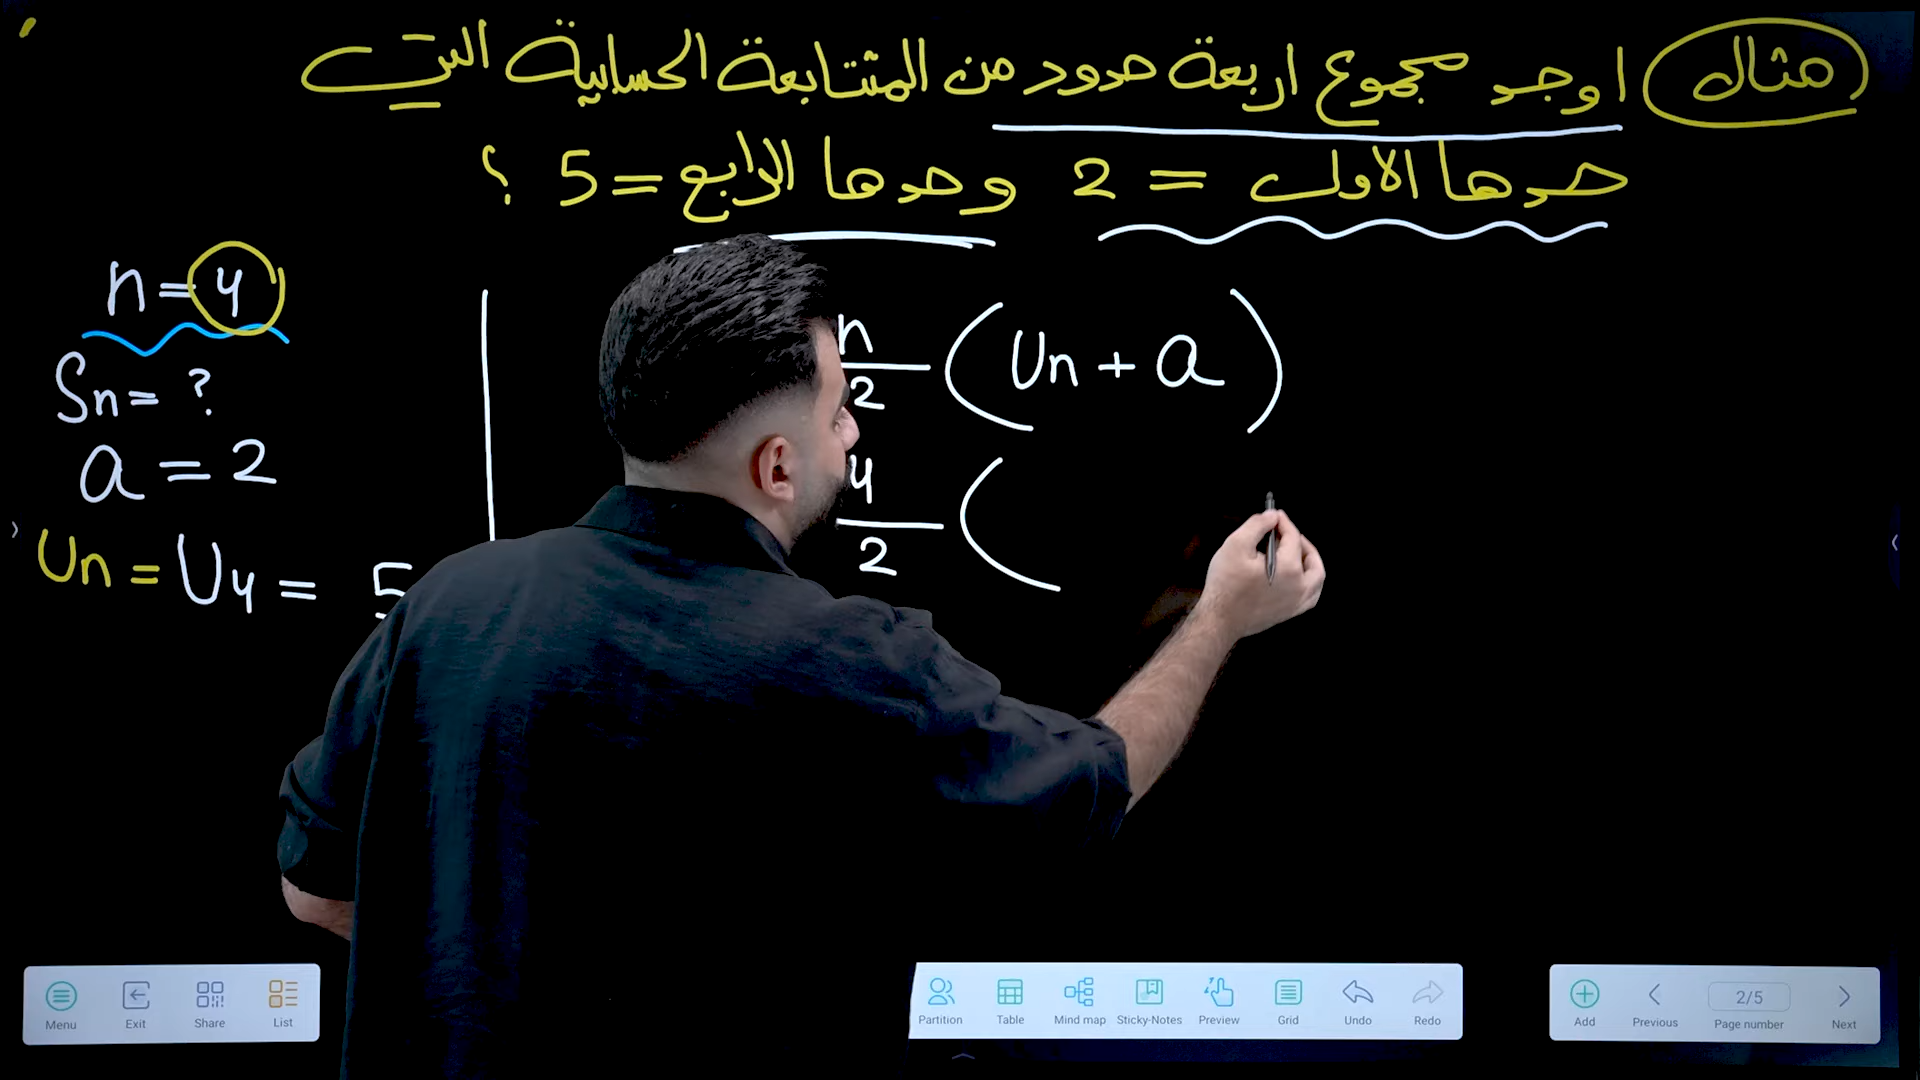 مثال اوجد مجموع اربعة حدود من المتتابعة الحسابية التي
حدها الاول = 2 وحدها الرابع = 5 ؟
n = 4
Sn = ?
a = 2
Un = U4 = 5
n/2 ( Un + a )
4/2 (
Menu Exit Share List
Partition Table Mind map Sticky-Notes Preview Grid Undo Redo
Add Previous 2/5 Page number Next